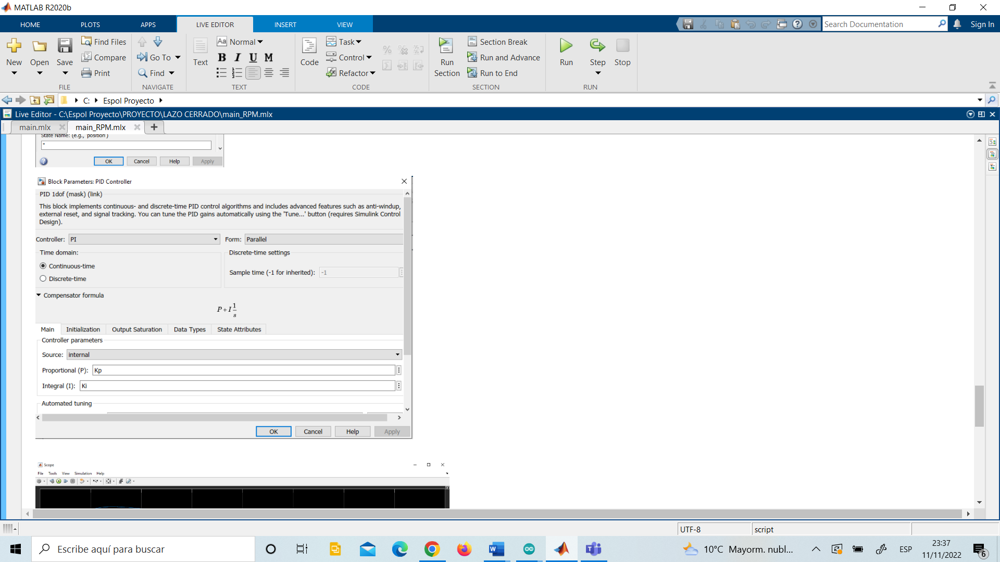 MATLAB R2020b
HOME PLOTS APPS LIVE EDITOR INSERT VIEW Search Documentation Sign In
New Open Save Find Files Compare Print
FILE
Go To Find
NAVIGATE
Text Aa Normal B I U M
TEXT
Code Task Control Refactor
CODE
Run Section Section Break Run and Advance Run to End
SECTION
Run Step Stop
RUN
C: Espol Proyecto
Live Editor - C:\Espol Proyecto\PROYECTO\LAZO CERRADO\main_RPM.mlx
main.mlx main_RPM.mlx
State Name: (e.g., 'position')
''
OK Cancel Help Apply
Block Parameters: PID Controller
PID 1dof (mask) (link)
This block implements continuous- and discrete-time PID control algorithms and includes advanced features such as anti-windup,
external reset, and signal tracking. You can tune the PID gains automatically using the 'Tune...' button (requires Simulink Control
Design).
Controller: PI Form: Parallel
Time domain: Discrete-time settings
Continuous-time
Sample time (-1 for inherited): -1
Discrete-time
Compensator formula
P+I 1/s
Main Initialization Output Saturation Data Types State Attributes
Controller parameters
Source: internal
Proportional (P): Kp
Integral (I): Ki
Automated tuning
OK Cancel Help Apply
Scope
File Tools View Simulation Help
UTF-8 script
Escribe aquí para buscar
10°C Mayorm. nubl... ESP 23:37
11/11/2022 6